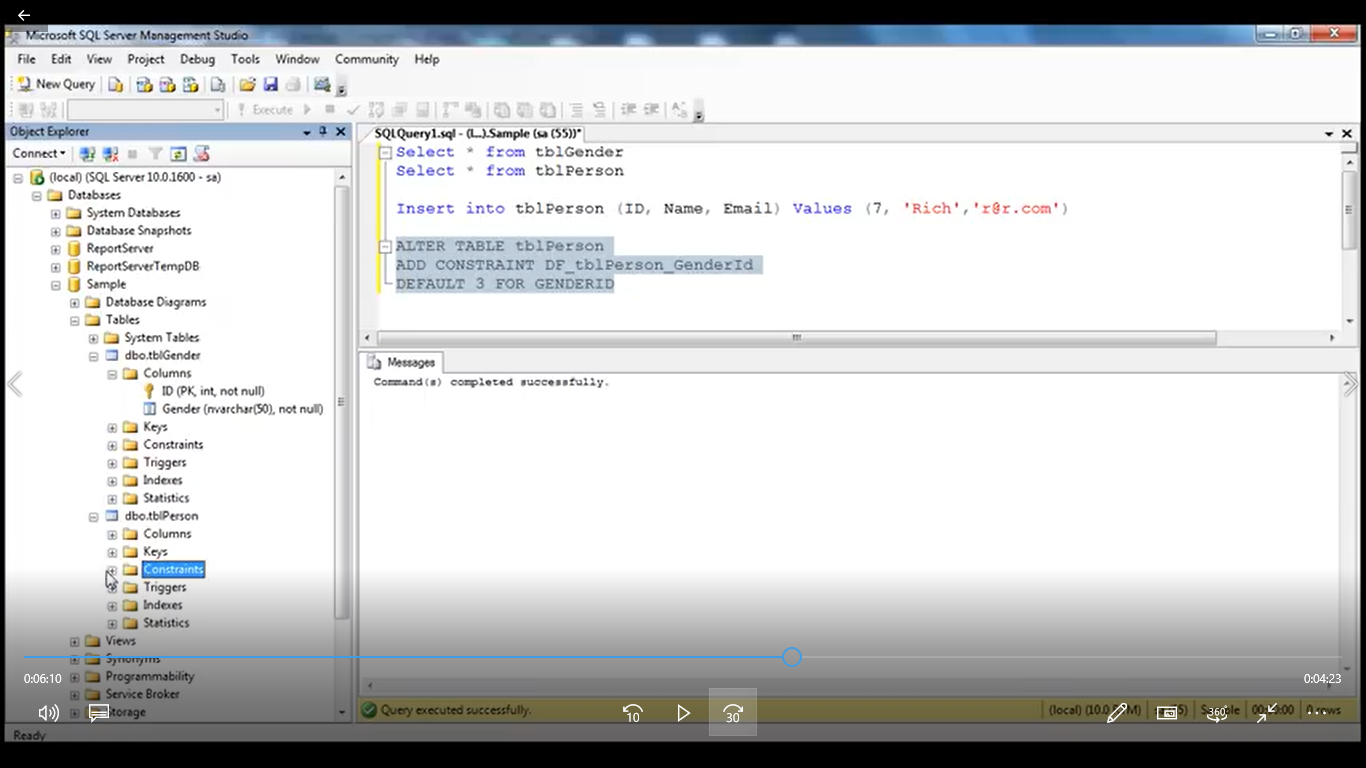 Microsoft SQL Server Management Studio
File Edit View Project Debug Tools Window Community Help
New Query
Execute
Object Explorer
Connect
(local) (SQL Server 10.0.1600 - sa)
Databases
System Databases
Database Snapshots
ReportServer
ReportServerTempDB
Sample
Database Diagrams
Tables
System Tables
dbo.tblGender
Columns
ID (PK, int, not null)
Gender (nvarchar(50), not null)
Keys
Constraints
Triggers
Indexes
Statistics
dbo.tblPerson
Columns
Keys
Constraints
Triggers
Indexes
Statistics
Views
Synonyms
Programmability
Service Broker
Storage
SQLQuery1.sql - (l...).Sample (sa (55))*
Select * from tblGender
Select * from tblPerson
Insert into tblPerson (ID, Name, Email) Values (7, 'Rich','r@r.com')
ALTER TABLE tblPerson
ADD CONSTRAINT DF_tblPerson_GenderId
DEFAULT 3 FOR GENDERID
Messages
Command(s) completed successfully.
0:06:10
0:04:23
10
30
360
Query executed successfully.
(local) (10.0
Sample
0 rows
Ready